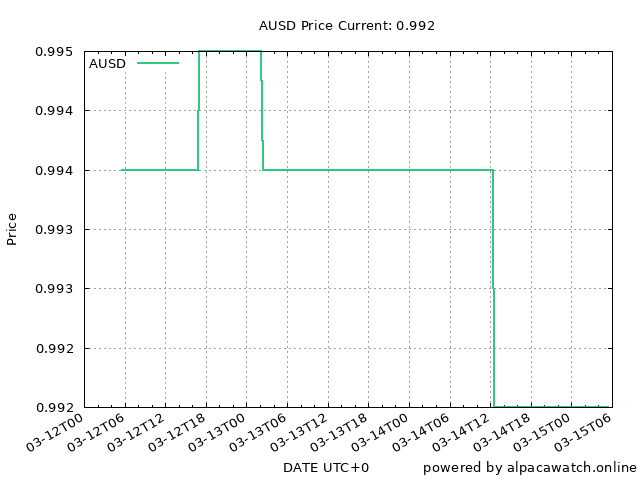 AUSD Price Current: 0.992
0.995
AUSD
0.994
0.994
0.993
Price
0.993
0.992
0.992
03-12T00 03-12T06 03-12T12 03-12T18 03-13T00 03-13T06 03-13T12 03-13T18 03-14T00 03-14T06 03-14T12 03-14T18 03-15T00 03-15T06
DATE UTC+0
powered by alpacawatch.online